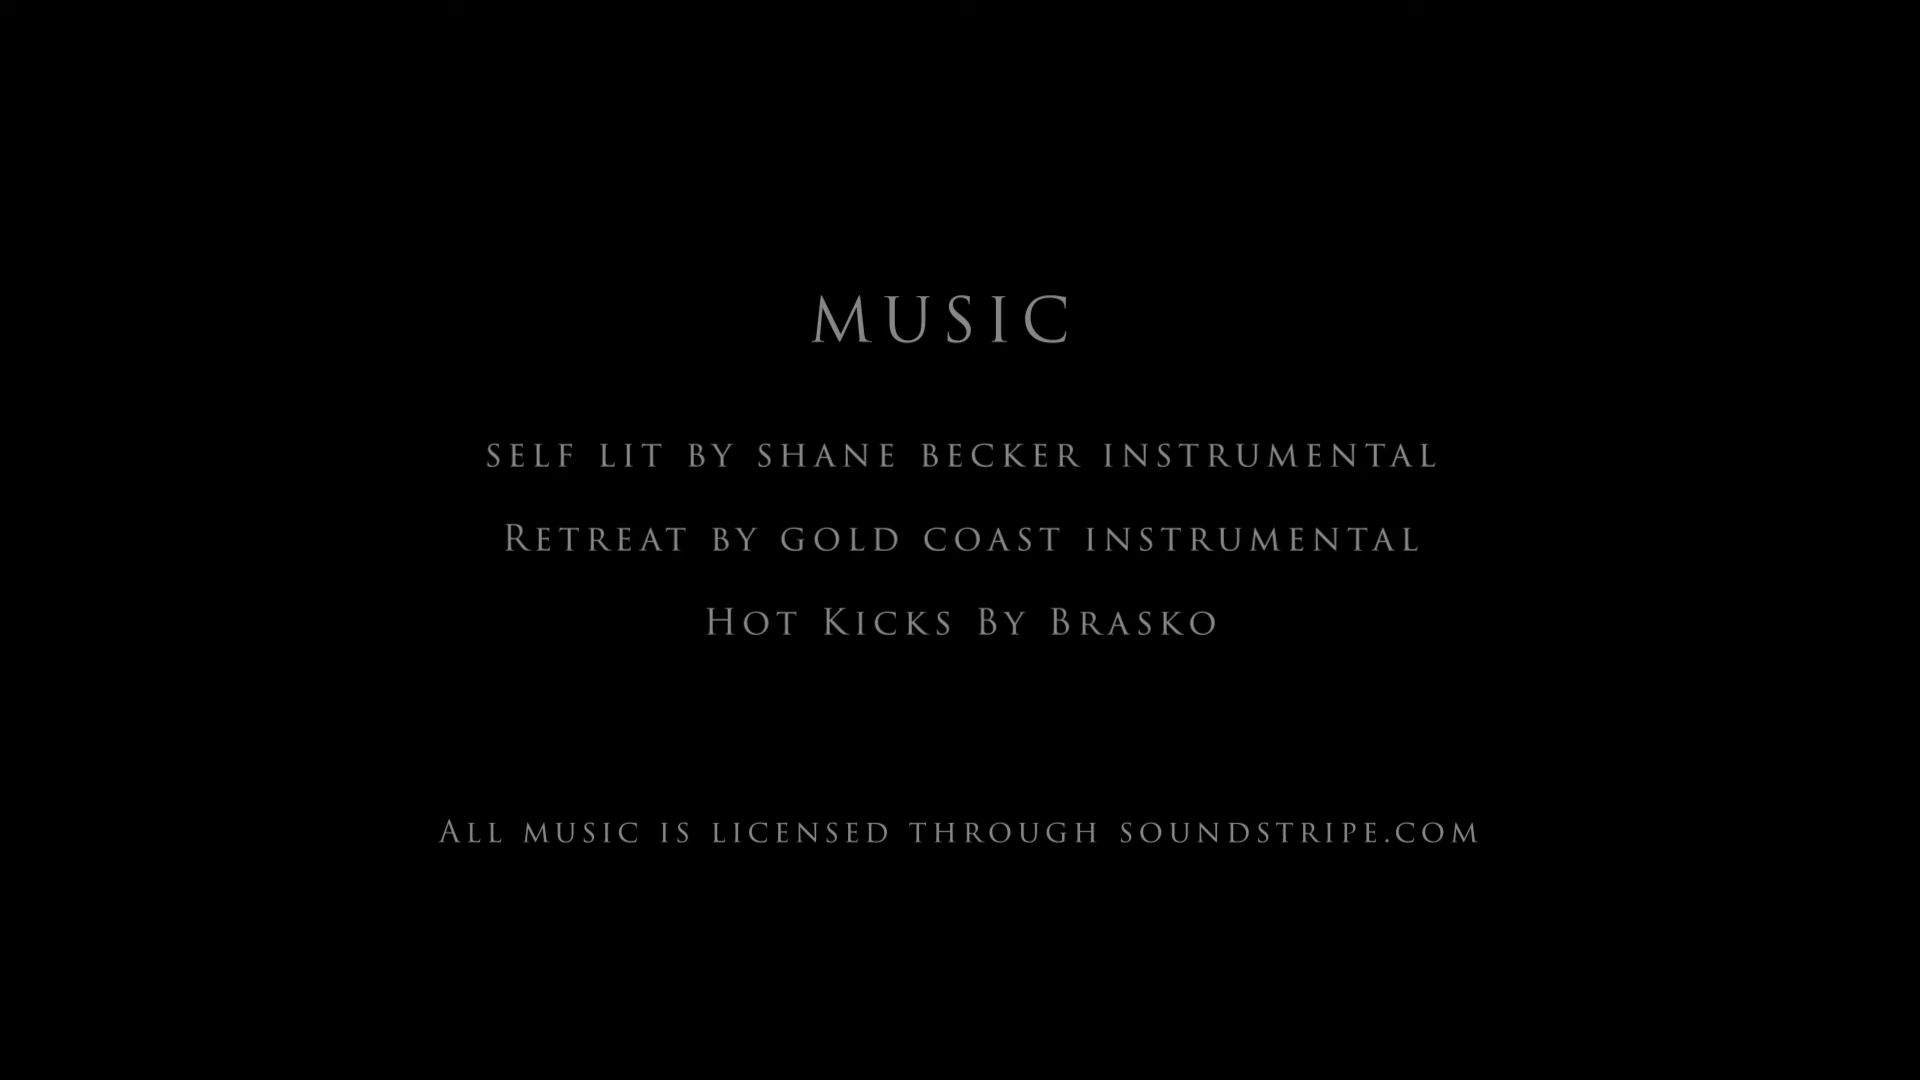 MUSIC
SELF LIT BY SHANE BECKER INSTRUMENTAL
RETREAT BY GOLD COAST INSTRUMENTAL
HOT KICKS BY BRASKO
ALL MUSIC IS LICENSED THROUGH SOUNDSTRIPE.COM